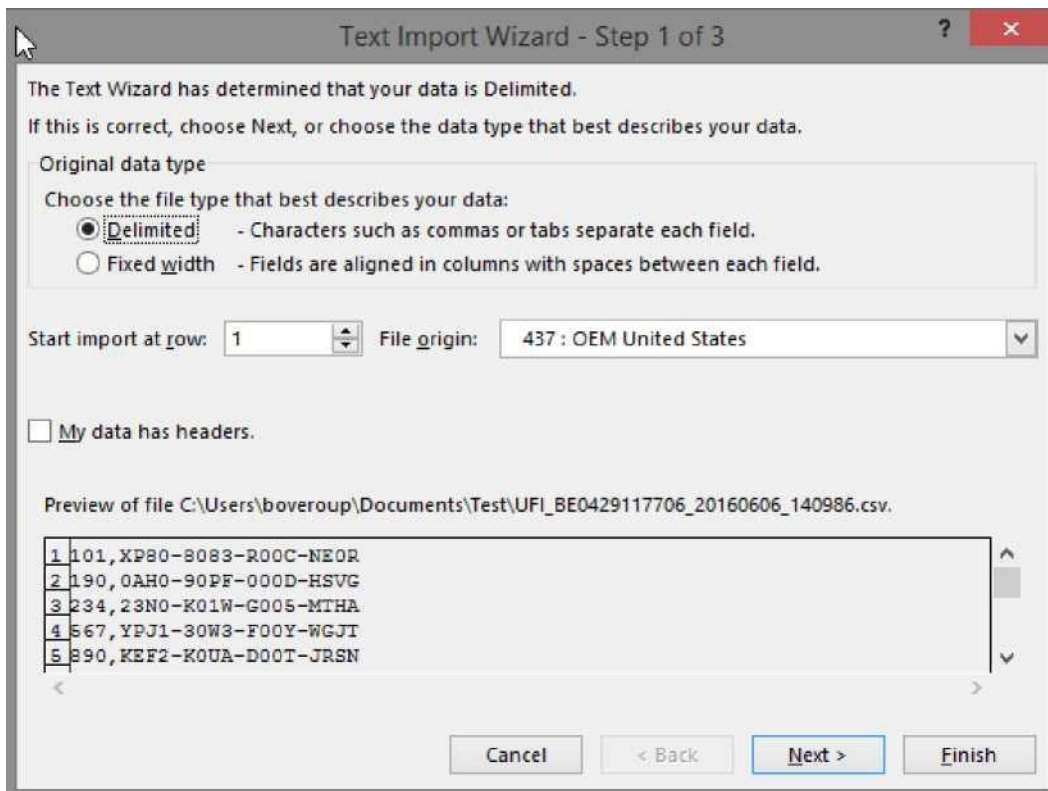 Text Import Wizard - Step 1 of 3
?
The Text Wizard has determined that your data is Delimited.
If this is correct, choose Next, or choose the data type that best describes your data.
Original data type
Choose the file type that best describes your data:
Delimited - Characters such as commas or tabs separate each field.
Fixed width - Fields are aligned in columns with spaces between each field.
Start import at row: 1 File origin: 437 : OEM United States
My data has headers.
Preview of file C:\Users\boveroup\Documents\Test\UFI_BE0429117706_20160606_140986.csv.
1 101,XP80-8083-R00C-NE0R
2 190,0AH0-90PF-000D-HSVG
3 234,23N0-K01W-G005-MTHA
4 567,YPJ1-30W3-F00Y-WGJT
5 890,KEF2-K0UA-D00T-JRSN
Cancel < Back Next > Finish